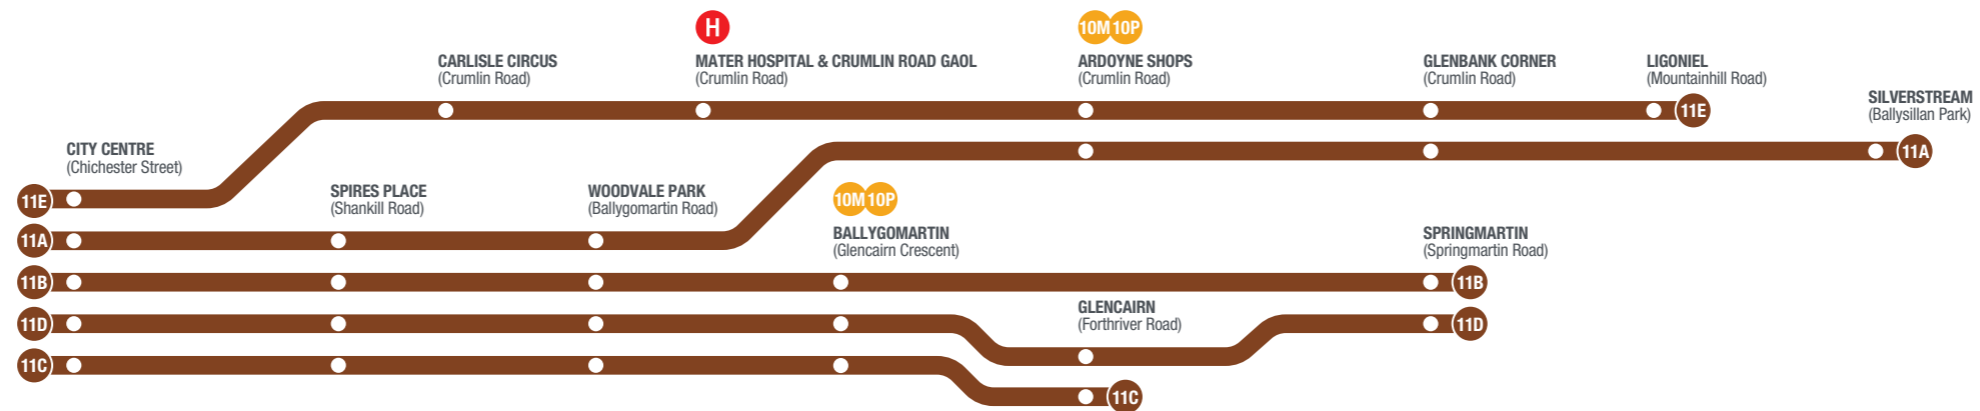 H
10M 10P
CARLISLE CIRCUS
(Crumlin Road)
MATER HOSPITAL & CRUMLIN ROAD GAOL
(Crumlin Road)
ARDOYNE SHOPS
(Crumlin Road)
GLENBANK CORNER
(Crumlin Road)
LIGONIEL
(Mountainhill Road)
11E
SILVERSTREAM
(Ballysillan Park)
11A
CITY CENTRE
(Chichester Street)
11E
SPIRES PLACE
(Shankill Road)
WOODVALE PARK
(Ballygomartin Road)
10M 10P
BALLYGOMARTIN
(Glencairn Crescent)
SPRINGMARTIN
(Springmartin Road)
11A
11B
11B
GLENCAIRN
(Forthriver Road)
11D
11D
11C
11C